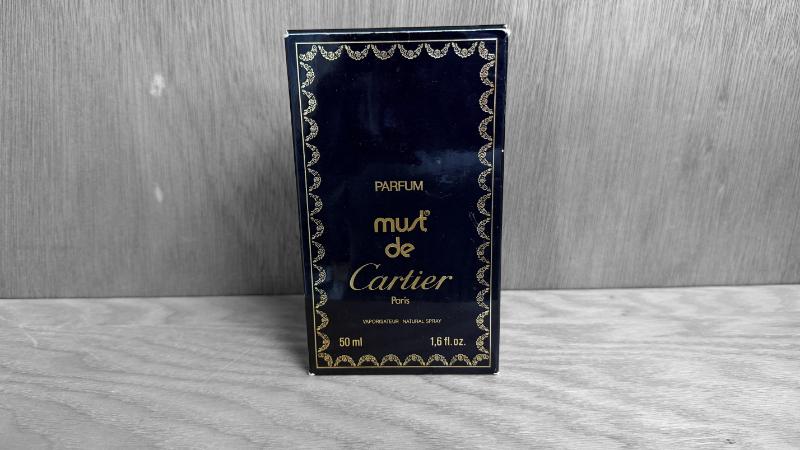 PARFUM
must®
de
Cartier
Paris
VAPORISATEUR NATURAL SPRAY
50 ml 1,6 fl. oz.